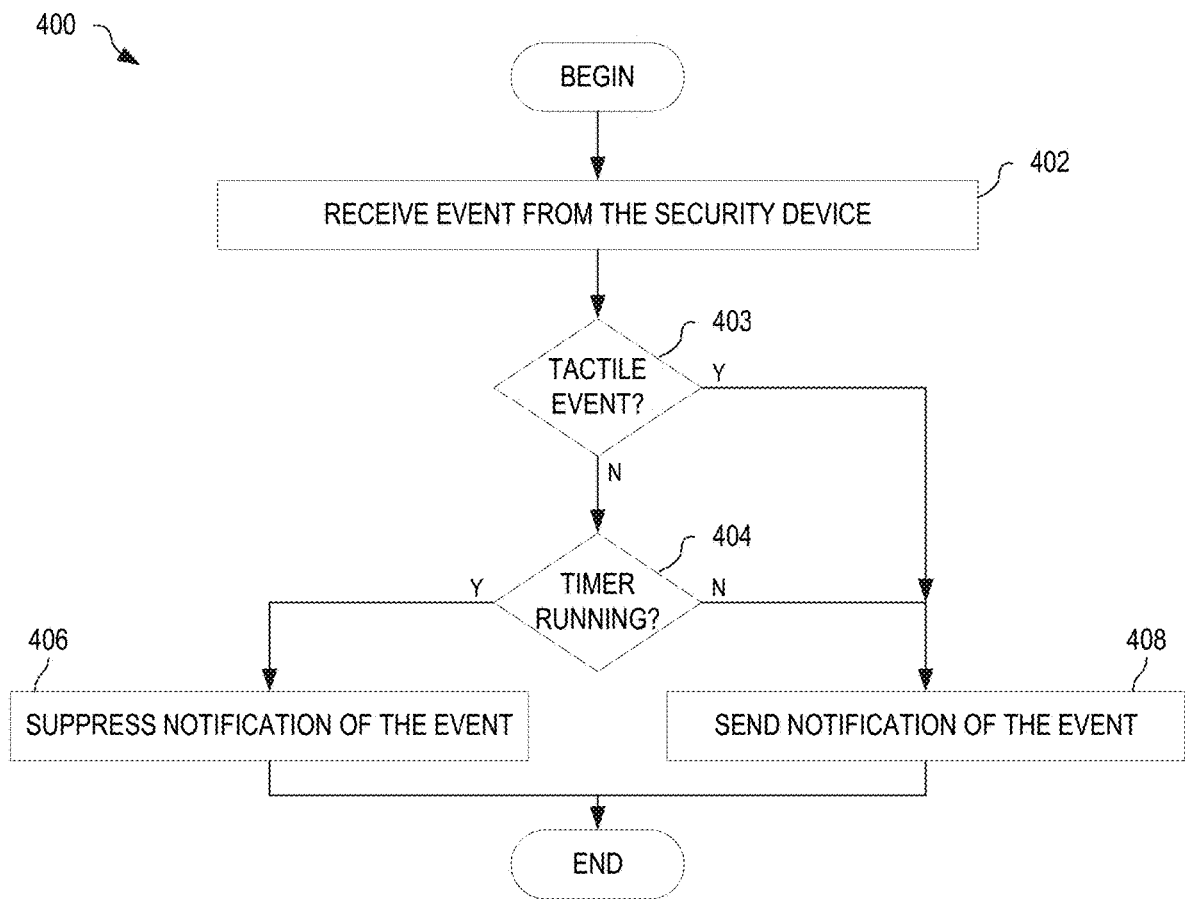 400
BEGIN
402
RECEIVE EVENT FROM THE SECURITY DEVICE
403
TACTILE
EVENT?
Y
N
404
TIMER
RUNNING?
Y
N
406
SUPPRESS NOTIFICATION OF THE EVENT
408
SEND NOTIFICATION OF THE EVENT
END